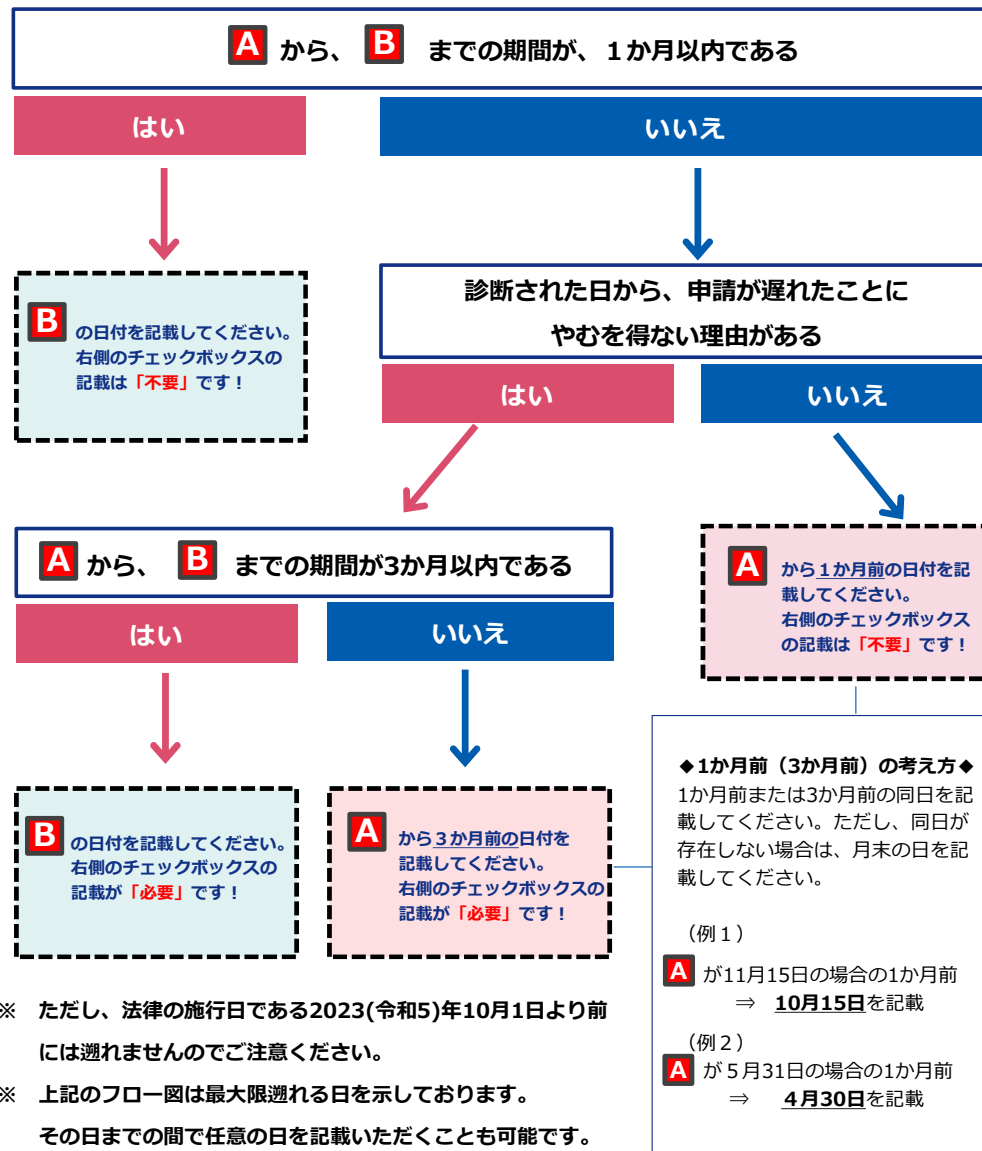 A から、 B までの期間が、１か月以内である
はい
いいえ
B の日付を記載してください。
右側のチェックボックスの
記載は「不要」です！
診断された日から、申請が遅れたことに
やむを得ない理由がある
はい
いいえ
A から、 B までの期間が3か月以内である
はい
いいえ
A から１か月前の日付を記
載してください。
右側のチェックボックス
の記載は「不要」です！
B の日付を記載してください。
右側のチェックボックスの
記載が「必要」です！
A から３か月前の日付を
記載してください。
右側のチェックボックスの
記載が「必要」です！
◆1か月前（3か月前）の考え方◆
1か月前または3か月前の同日を記
載してください。ただし、同日が
存在しない場合は、月末の日を記
載してください。
（例１）
A が11月15日の場合の1か月前
⇒ 10月15日を記載
（例２）
A が５月31日の場合の1か月前
⇒ ４月30日を記載
※ ただし、法律の施行日である2023(令和5)年10月1日より前
には遡れませんのでご注意ください。
※ 上記のフロー図は最大限遡れる日を示しております。
その日までの間で任意の日を記載いただくことも可能です。